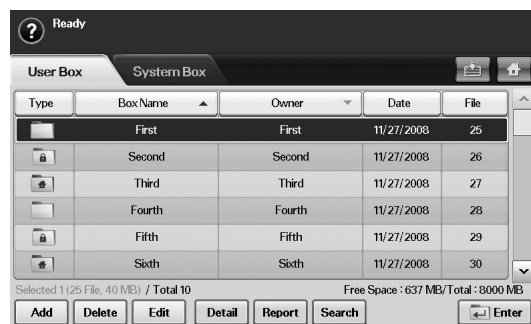 Ready
User Box System Box
Type Box Name Owner Date File
First First 11/27/2008 25
Second Second 11/27/2008 26
Third Third 11/27/2008 27
Fourth Fourth 11/27/2008 28
Fifth Fifth 11/27/2008 29
Sixth Sixth 11/27/2008 30
Selected 1 (25 File, 40 MB) / Total 10 Free Space : 637 MB/Total : 8000 MB
Add Delete Edit Detail Report Search Enter